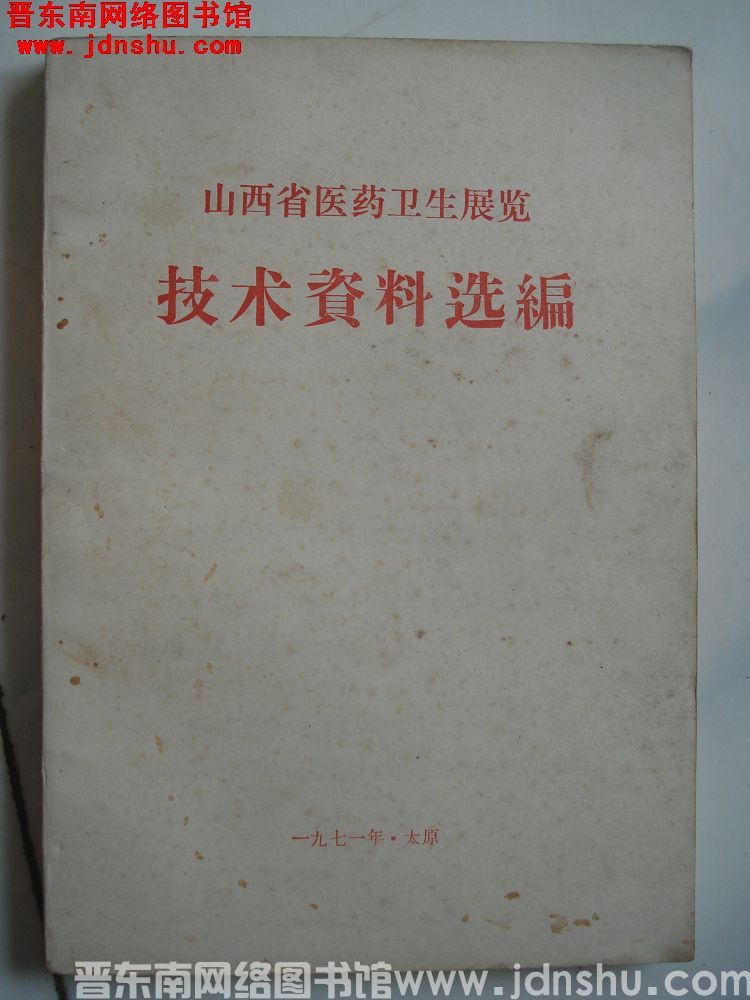 晋东南网络图书馆
www.jdnshu.com
山西省医药卫生展览
技术資料选編
一九七一年·太原
晋东南网络图书馆www.jdnshu.com